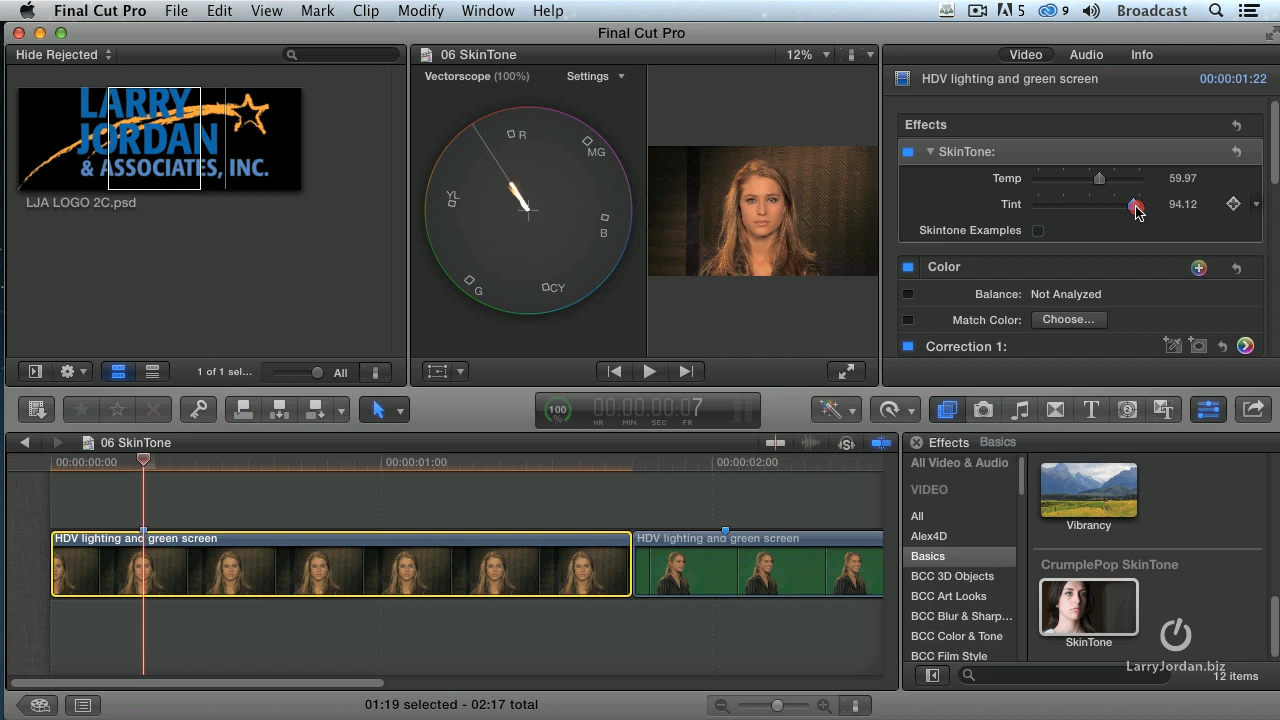 Final Cut Pro File Edit View Mark Clip Modify Window Help 5 9 Broadcast
Final Cut Pro
Hide Rejected
LARRY
JORDAN
& ASSOCIATES, INC.
LJA LOGO 2C.psd
1 of 1 sel... All
06 SkinTone 12%
Vectorscope (100%) Settings
R
MG
YL
B
G
CY
Video Audio Info
HDV lighting and green screen 00:00:01:22
Effects
SkinTone:
Temp 59.97
Tint 94.12
Skintone Examples
Color
Balance: Not Analyzed
Match Color: Choose...
Correction 1:
100 % 00:00:00:07
HR MIN SEC FR
06 SkinTone
00:00:00:00 00:00:01:00 00:00:02:00
HDV lighting and green screen HDV lighting and green screen
Effects Basics
All Video & Audio
VIDEO
All
Alex4D
Basics
BCC 3D Objects
BCC Art Looks
BCC Blur & Sharp...
BCC Color & Tone
BCC Film Style
Vibrancy
CrumplePop SkinTone
SkinTone
LarryJordan.biz
12 items
01:19 selected - 02:17 total